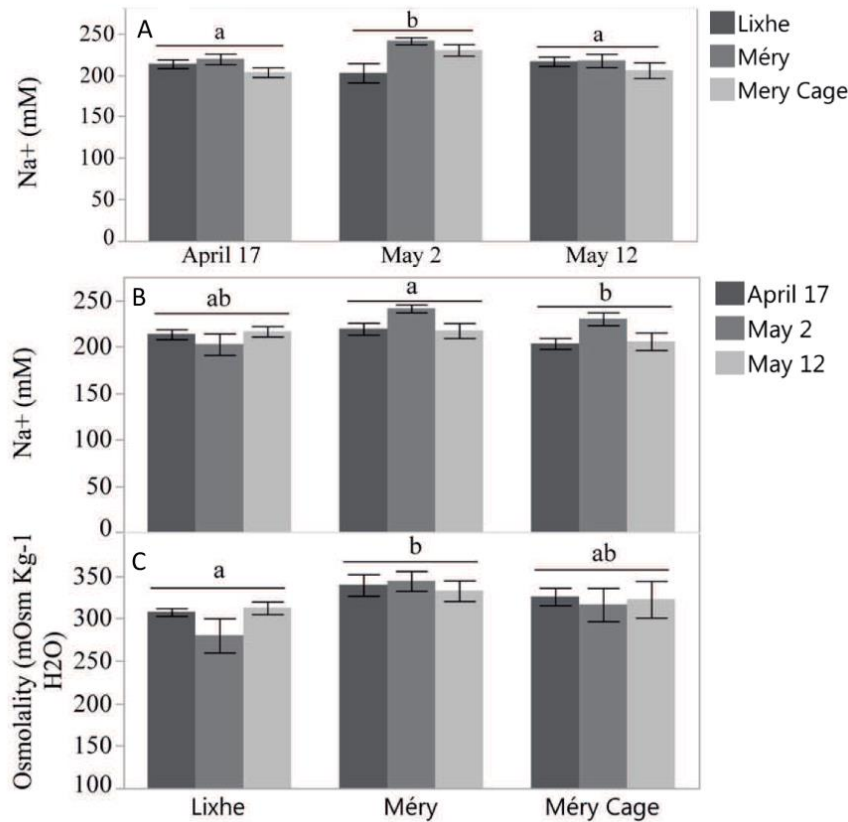 A
a
b
a
Na+ (mM)
250
200
150
100
50
0
April 17
May 2
May 12
Lixhe
Méry
Mery Cage
B
ab
a
b
Na+ (mM)
250
200
150
100
50
0
April 17
May 2
May 12
C
a
b
ab
Osmolality (mOsm Kg-1
H2O)
350
300
250
200
150
100
Lixhe
Méry
Méry Cage